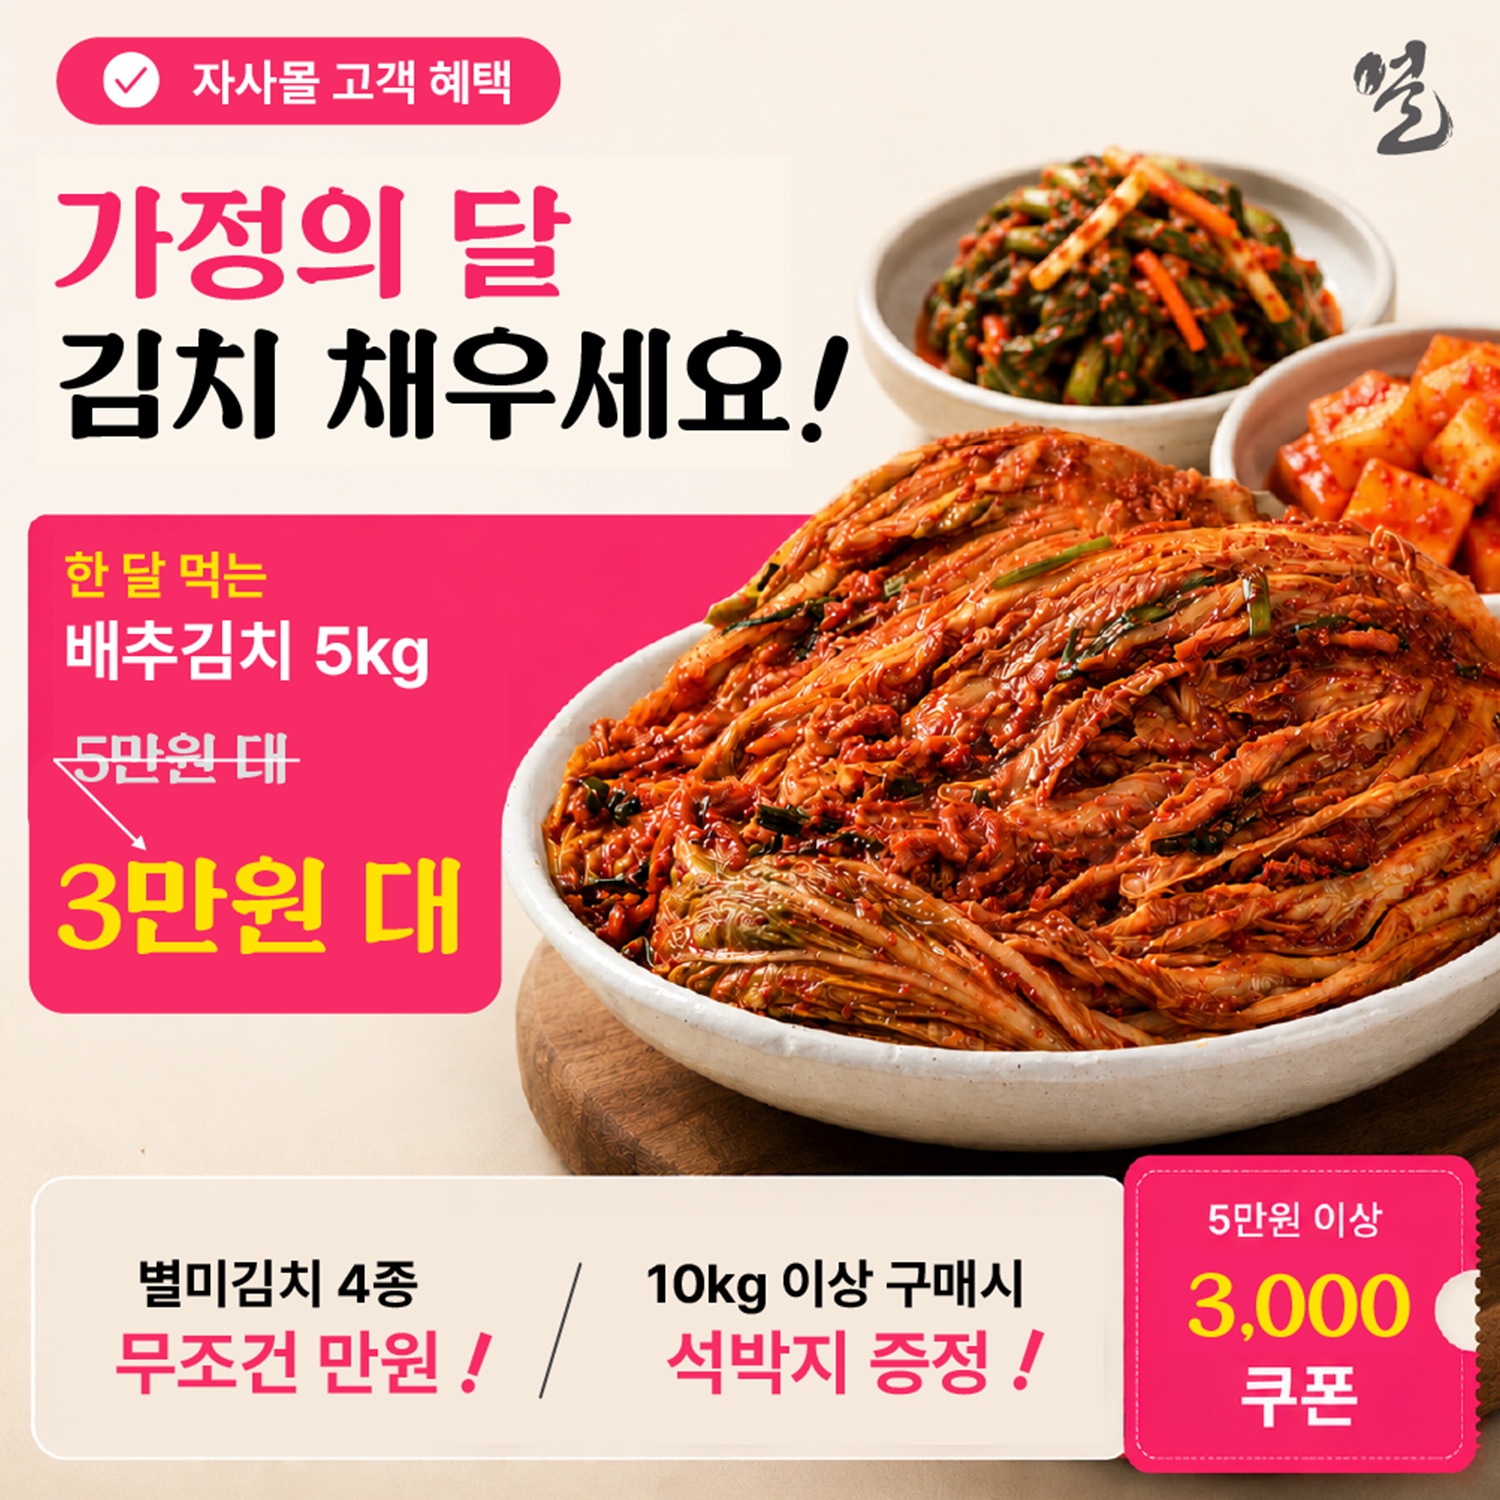 자사몰 고객 혜택
가정의 달
김치 채우세요!
한 달 먹는
배추김치 5kg
5만원 대
3만원 대
별미김치 4종
무조건 만원!
10kg 이상 구매시
석박지 증정!
5만원 이상
3,000
쿠폰